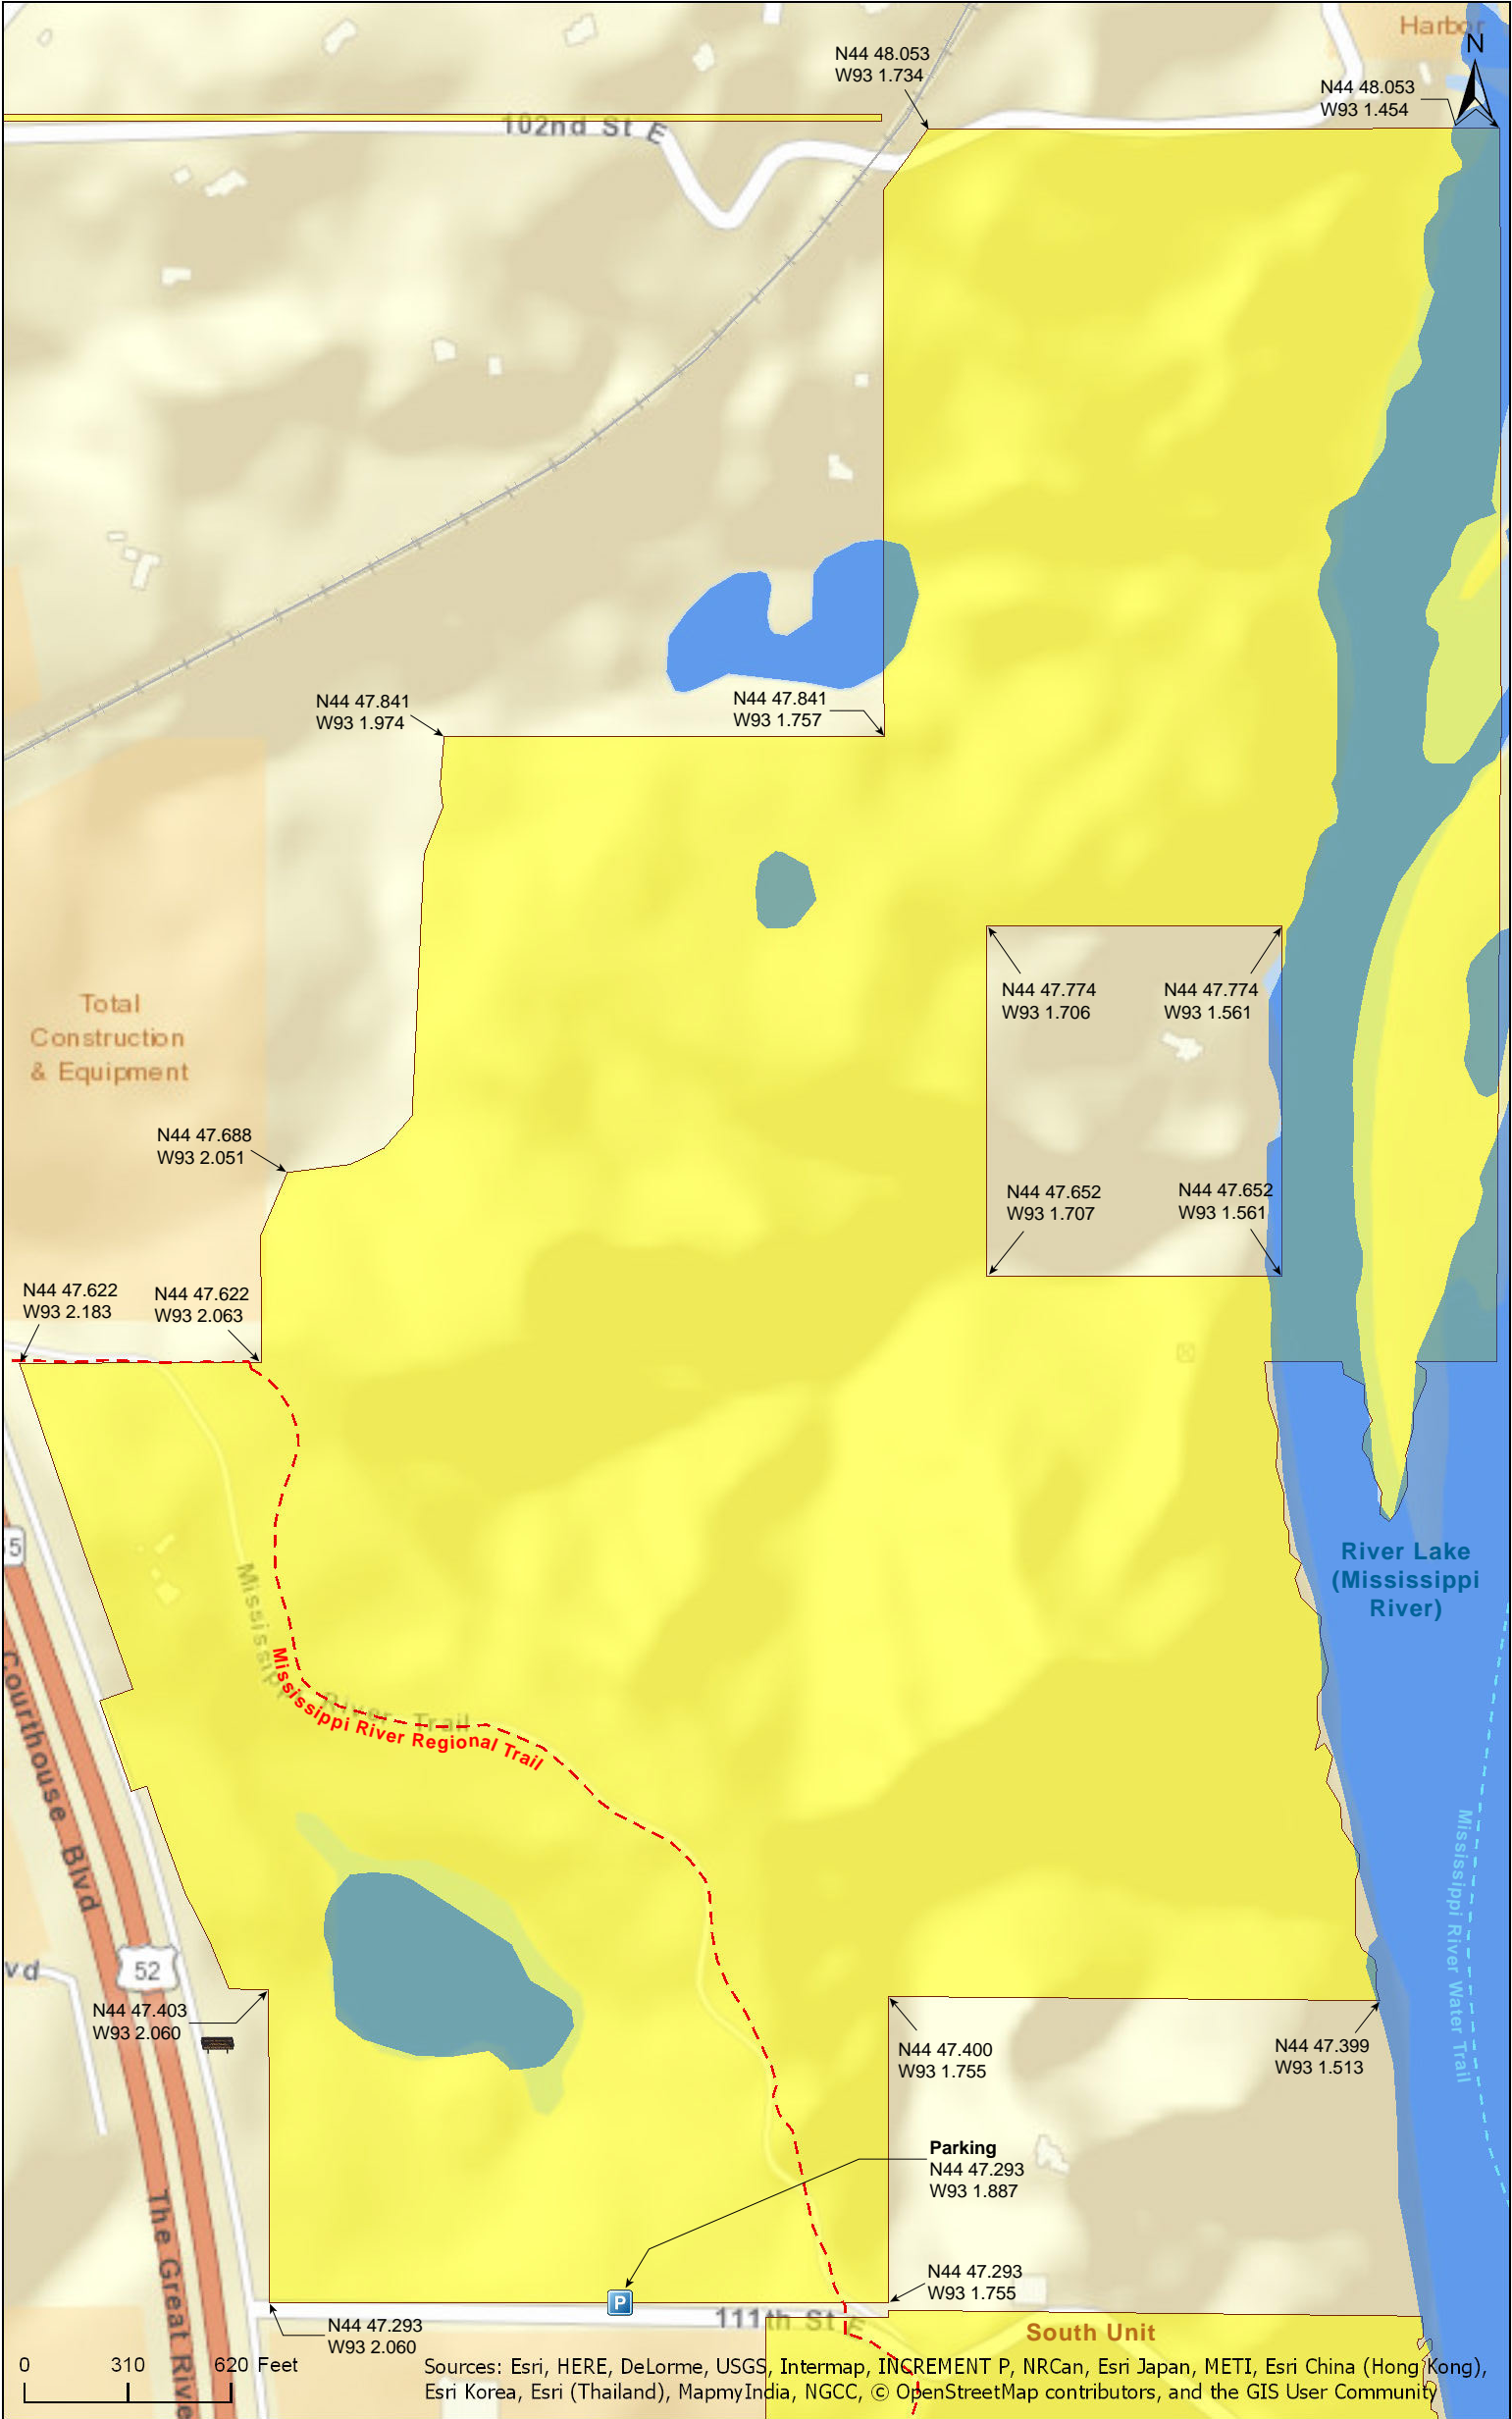 Harbor
N
N44 48.053
W93 1.734
N44 48.053
W93 1.454
102nd St E
N44 47.841
W93 1.974
N44 47.841
W93 1.757
N44 47.774
W93 1.706
N44 47.774
W93 1.561
Total
Construction
& Equipment
N44 47.688
W93 2.051
N44 47.652
W93 1.707
N44 47.652
W93 1.561
N44 47.622
W93 2.183
N44 47.622
W93 2.063
5
River Lake
(Mississippi
River)
Mississippi River Trail
Mississippi River Regional Trail
Courthouse Blvd
Mississippi River Water Trail
vd
52
N44 47.403
W93 2.060
N44 47.400
W93 1.755
N44 47.399
W93 1.513
Parking
N44 47.293
W93 1.887
The Great Rive
N44 47.293
W93 1.755
P
111th St E
N44 47.293
W93 2.060
South Unit
0 310 620 Feet
Sources: Esri, HERE, DeLorme, USGS, Intermap, INCREMENT P, NRCan, Esri Japan, METI, Esri China (Hong Kong),
Esri Korea, Esri (Thailand), MapmyIndia, NGCC, © OpenStreetMap contributors, and the GIS User Community